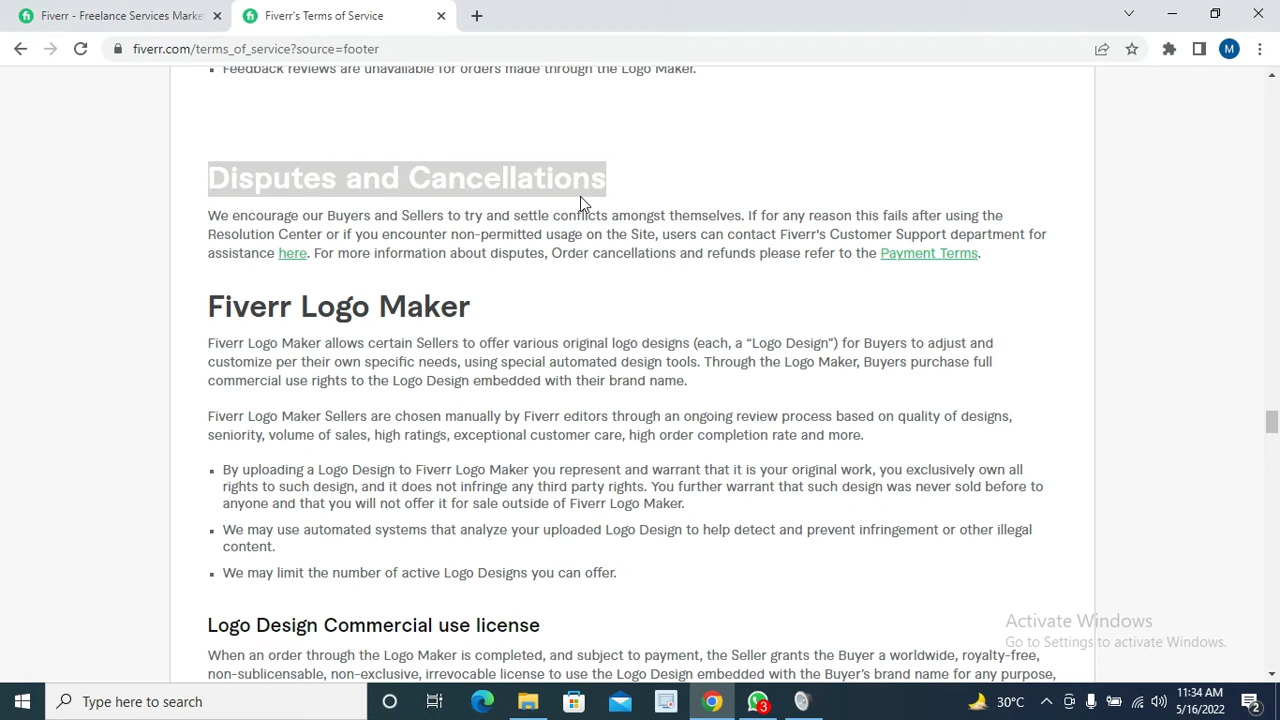 Fiverr - Freelance Services Marke
Fiverr's Terms of Service
fiverr.com/terms_of_service?source=footer
M
Feedback reviews are unavailable for orders made through the Logo Maker.
Disputes and Cancellations
We encourage our Buyers and Sellers to try and settle conflicts amongst themselves. If for any reason this fails after using the
Resolution Center or if you encounter non-permitted usage on the Site, users can contact Fiverr's Customer Support department for
assistance here. For more information about disputes, Order cancellations and refunds please refer to the Payment Terms.
Fiverr Logo Maker
Fiverr Logo Maker allows certain Sellers to offer various original logo designs (each, a “Logo Design”) for Buyers to adjust and
customize per their own specific needs, using special automated design tools. Through the Logo Maker, Buyers purchase full
commercial use rights to the Logo Design embedded with their brand name.
Fiverr Logo Maker Sellers are chosen manually by Fiverr editors through an ongoing review process based on quality of designs,
seniority, volume of sales, high ratings, exceptional customer care, high order completion rate and more.
By uploading a Logo Design to Fiverr Logo Maker you represent and warrant that it is your original work, you exclusively own all
rights to such design, and it does not infringe any third party rights. You further warrant that such design was never sold before to
anyone and that you will not offer it for sale outside of Fiverr Logo Maker.
We may use automated systems that analyze your uploaded Logo Design to help detect and prevent infringement or other illegal
content.
We may limit the number of active Logo Designs you can offer.
Logo Design Commercial use license
When an order through the Logo Maker is completed, and subject to payment, the Seller grants the Buyer a worldwide, royalty-free,
non-sublicensable, non-exclusive, irrevocable license to use the Logo Design embedded with the Buyer's brand name for any purpose,
Activate Windows
Go to Settings to activate Windows.
Type here to search
3
30°C
11:34 AM
5/16/2022
2